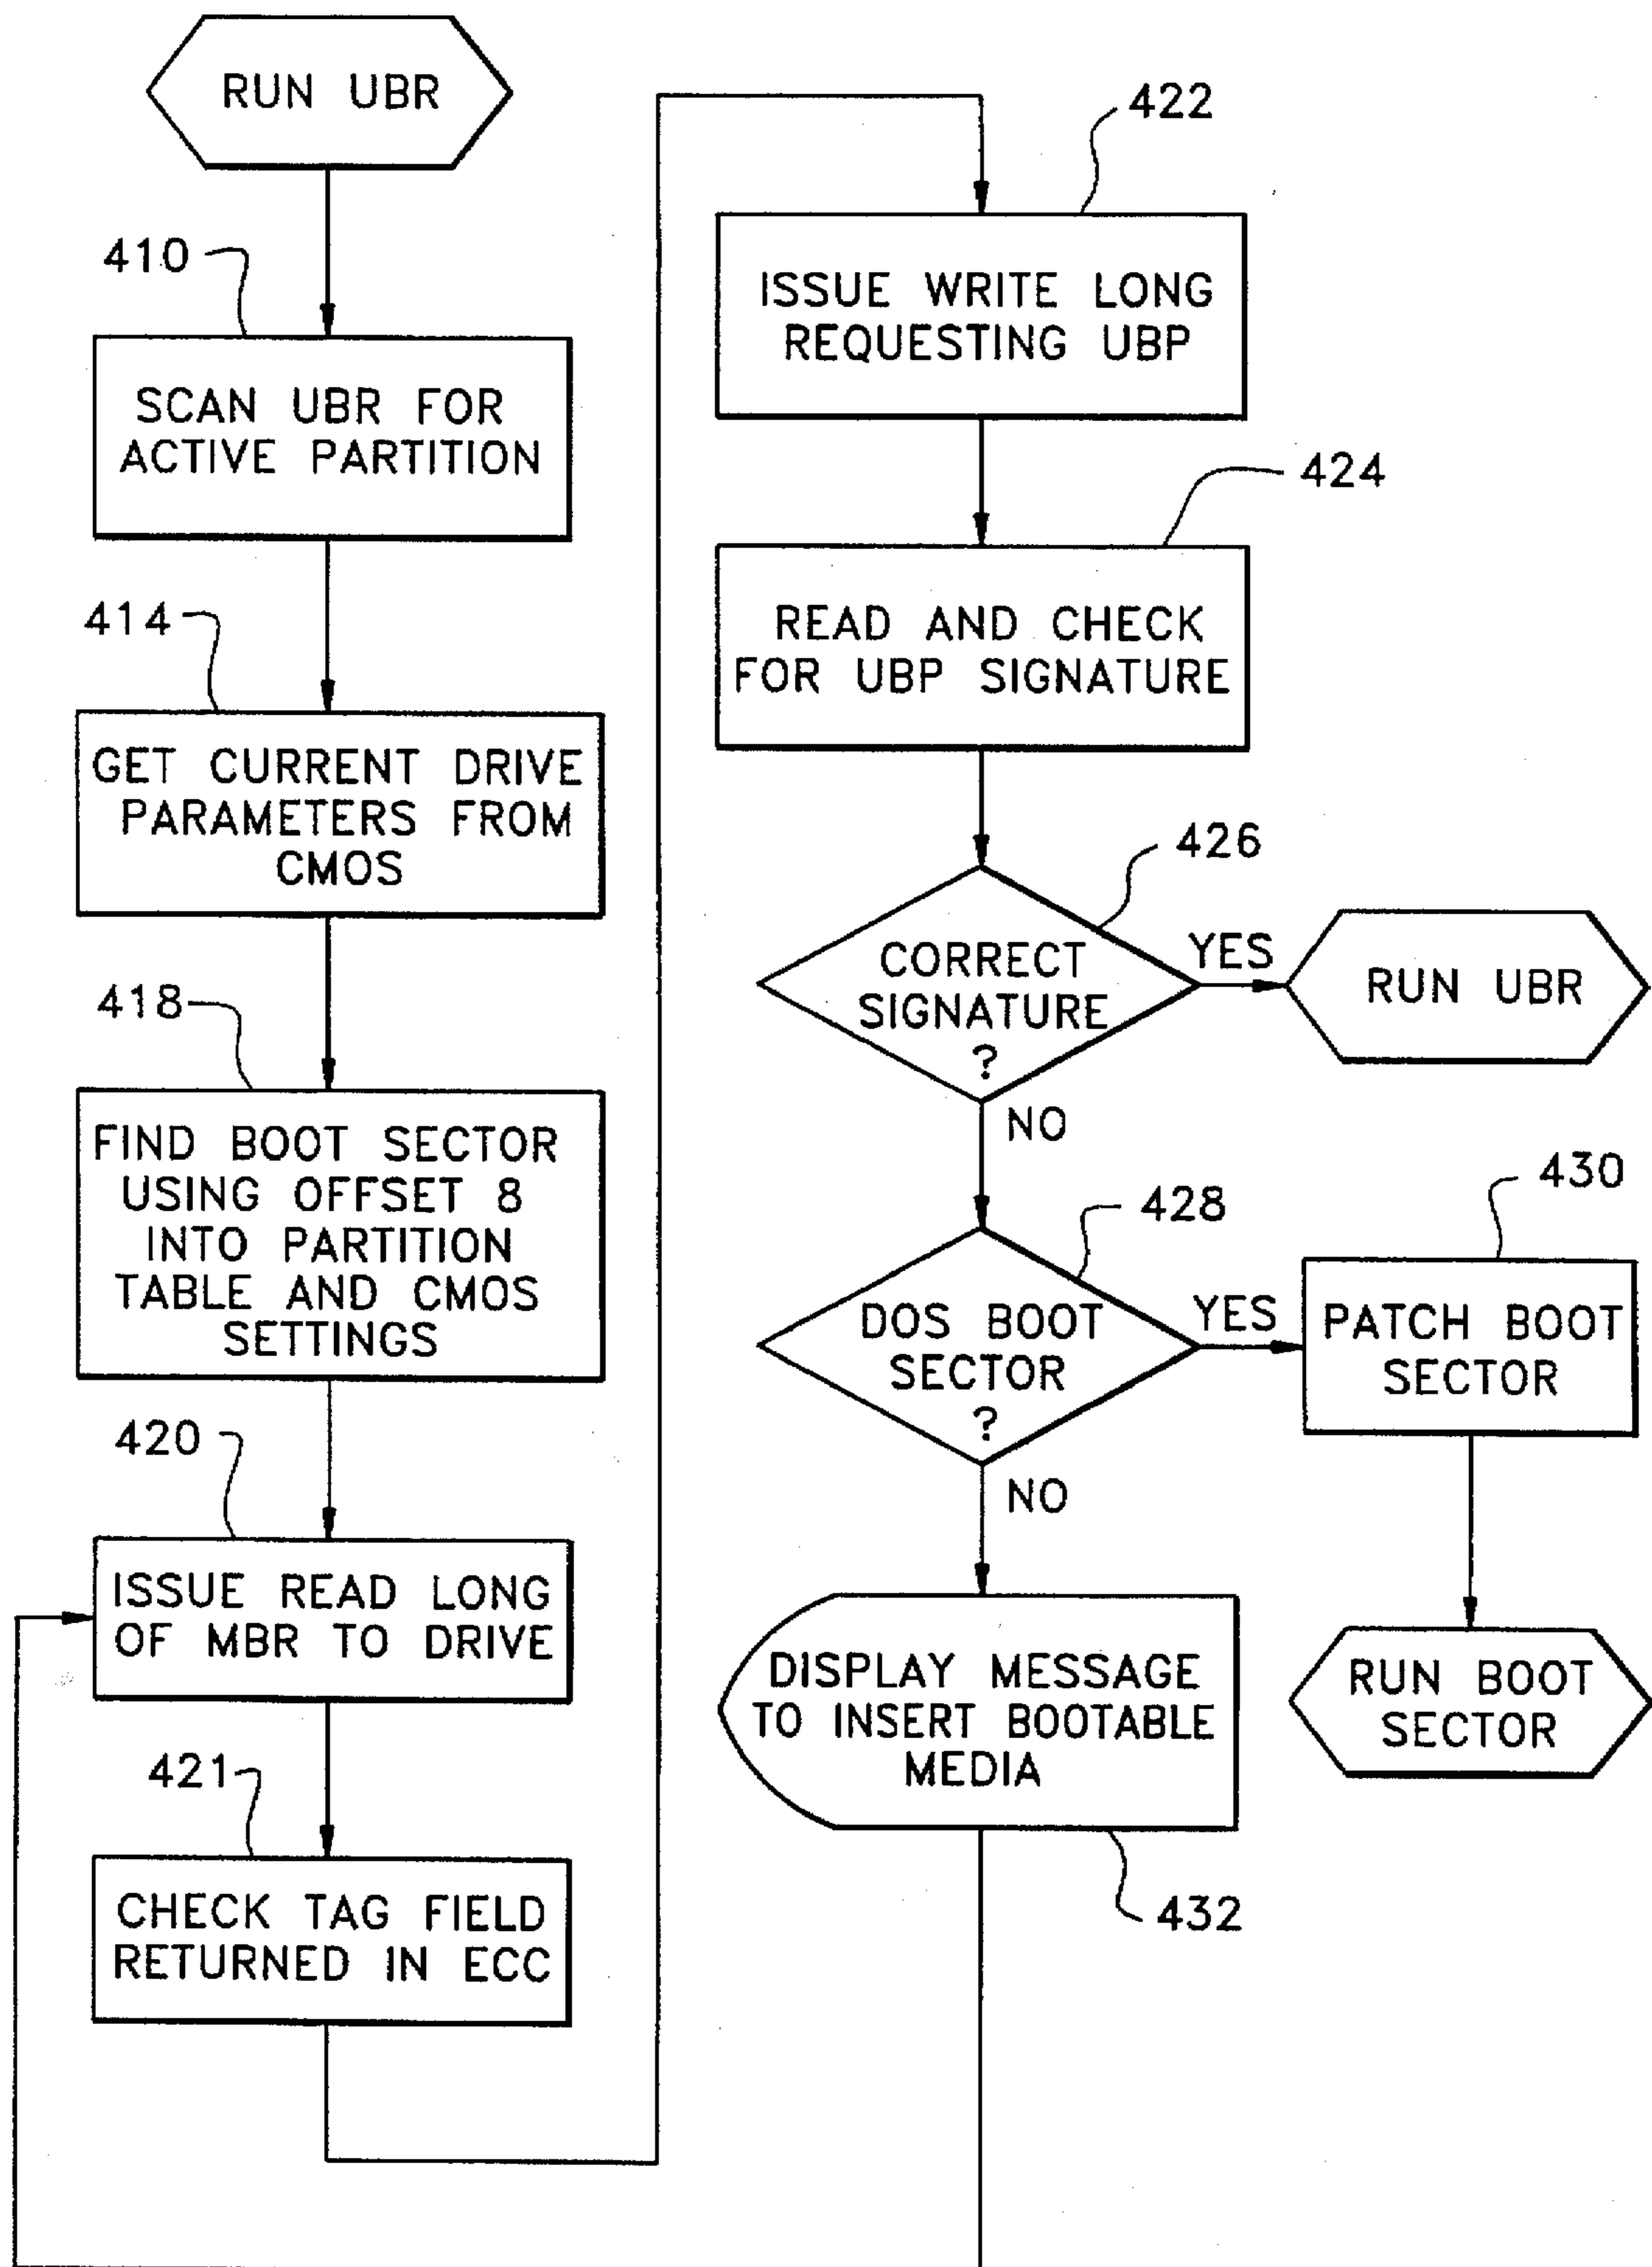 RUN UBR
410
SCAN UBR FOR
ACTIVE PARTITION
414
GET CURRENT DRIVE
PARAMETERS FROM
CMOS
418
FIND BOOT SECTOR
USING OFFSET 8
INTO PARTITION
TABLE AND CMOS
SETTINGS
420
ISSUE READ LONG
OF MBR TO DRIVE
421
CHECK TAG FIELD
RETURNED IN ECC
422
ISSUE WRITE LONG
REQUESTING UBP
424
READ AND CHECK
FOR UBP SIGNATURE
426
CORRECT
SIGNATURE
?
YES
RUN UBR
NO
428
DOS BOOT
SECTOR
?
YES
430
PATCH BOOT
SECTOR
RUN BOOT
SECTOR
NO
DISPLAY MESSAGE
TO INSERT BOOTABLE
MEDIA
432